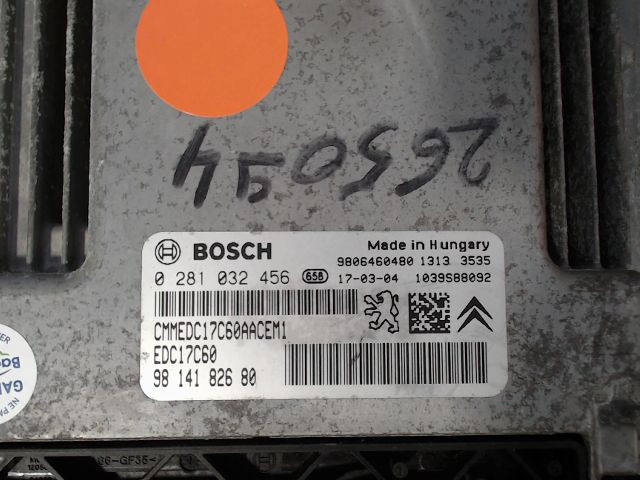 265054
BOSCH
Made in Hungary
9806460480 1313 3535
0 281 032 456 658 17-03-04 1039S88092
CMMEDC17C60AACEM1
EDC17C60
98 141 826 80